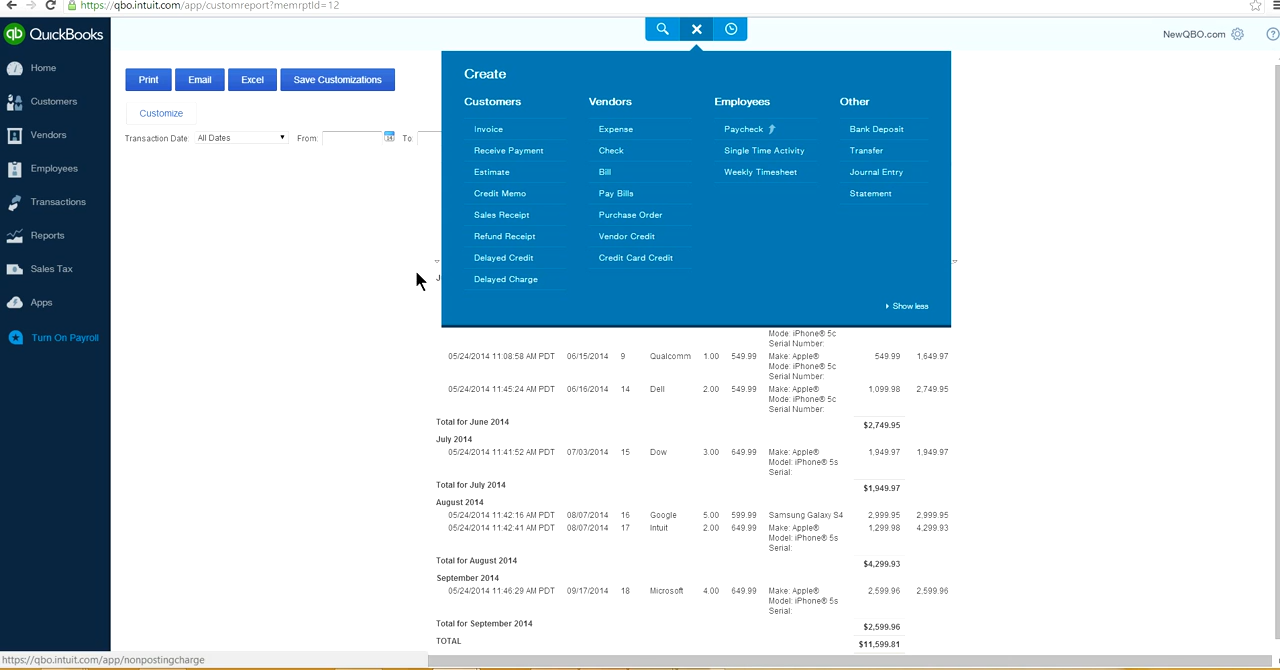 https://qbo.intuit.com/app/customreport?memrptId=12
qb QuickBooks
NewQBO.com
Home
Customers
Vendors
Employees
Transactions
Reports
Sales Tax
Apps
Turn On Payroll
Print Email Excel Save Customizations
Customize
Transaction Date: All Dates From: To:
Create
Customers Vendors Employees Other
Invoice Expense Paycheck Bank Deposit
Receive Payment Check Single Time Activity Transfer
Estimate Bill Weekly Timesheet Journal Entry
Credit Memo Pay Bills Statement
Sales Receipt Purchase Order
Refund Receipt Vendor Credit
Delayed Credit Credit Card Credit
Delayed Charge
Show less
J
Mode: iPhone® 5c
Serial Number:
05/24/2014 11:08:58 AM PDT 06/15/2014 9 Qualcomm 1.00 549.99 Make: Apple® 549.99 1,649.97
Mode: iPhone® 5c
Serial Number:
05/24/2014 11:45:24 AM PDT 06/16/2014 14 Dell 2.00 549.99 Make: Apple® 1,099.98 2,749.95
Mode: iPhone® 5c
Serial Number:
Total for June 2014 $2,749.95
July 2014
05/24/2014 11:41:52 AM PDT 07/03/2014 15 Dow 3.00 649.99 Make: Apple® 1,949.97 1,949.97
Model: iPhone® 5s
Serial:
Total for July 2014 $1,949.97
August 2014
05/24/2014 11:42:16 AM PDT 08/07/2014 16 Google 5.00 599.99 Samsung Galaxy S4 2,999.95 2,999.95
05/24/2014 11:42:41 AM PDT 08/07/2014 17 Intuit 2.00 649.99 Make: Apple® 1,299.98 4,299.93
Model: iPhone® 5s
Serial:
Total for August 2014 $4,299.93
September 2014
05/24/2014 11:46:29 AM PDT 09/17/2014 18 Microsoft 4.00 649.99 Make: Apple® 2,599.96 2,599.96
Model: iPhone® 5s
Serial:
Total for September 2014 $2,599.96
TOTAL $11,599.81
https://qbo.intuit.com/app/nonpostingcharge